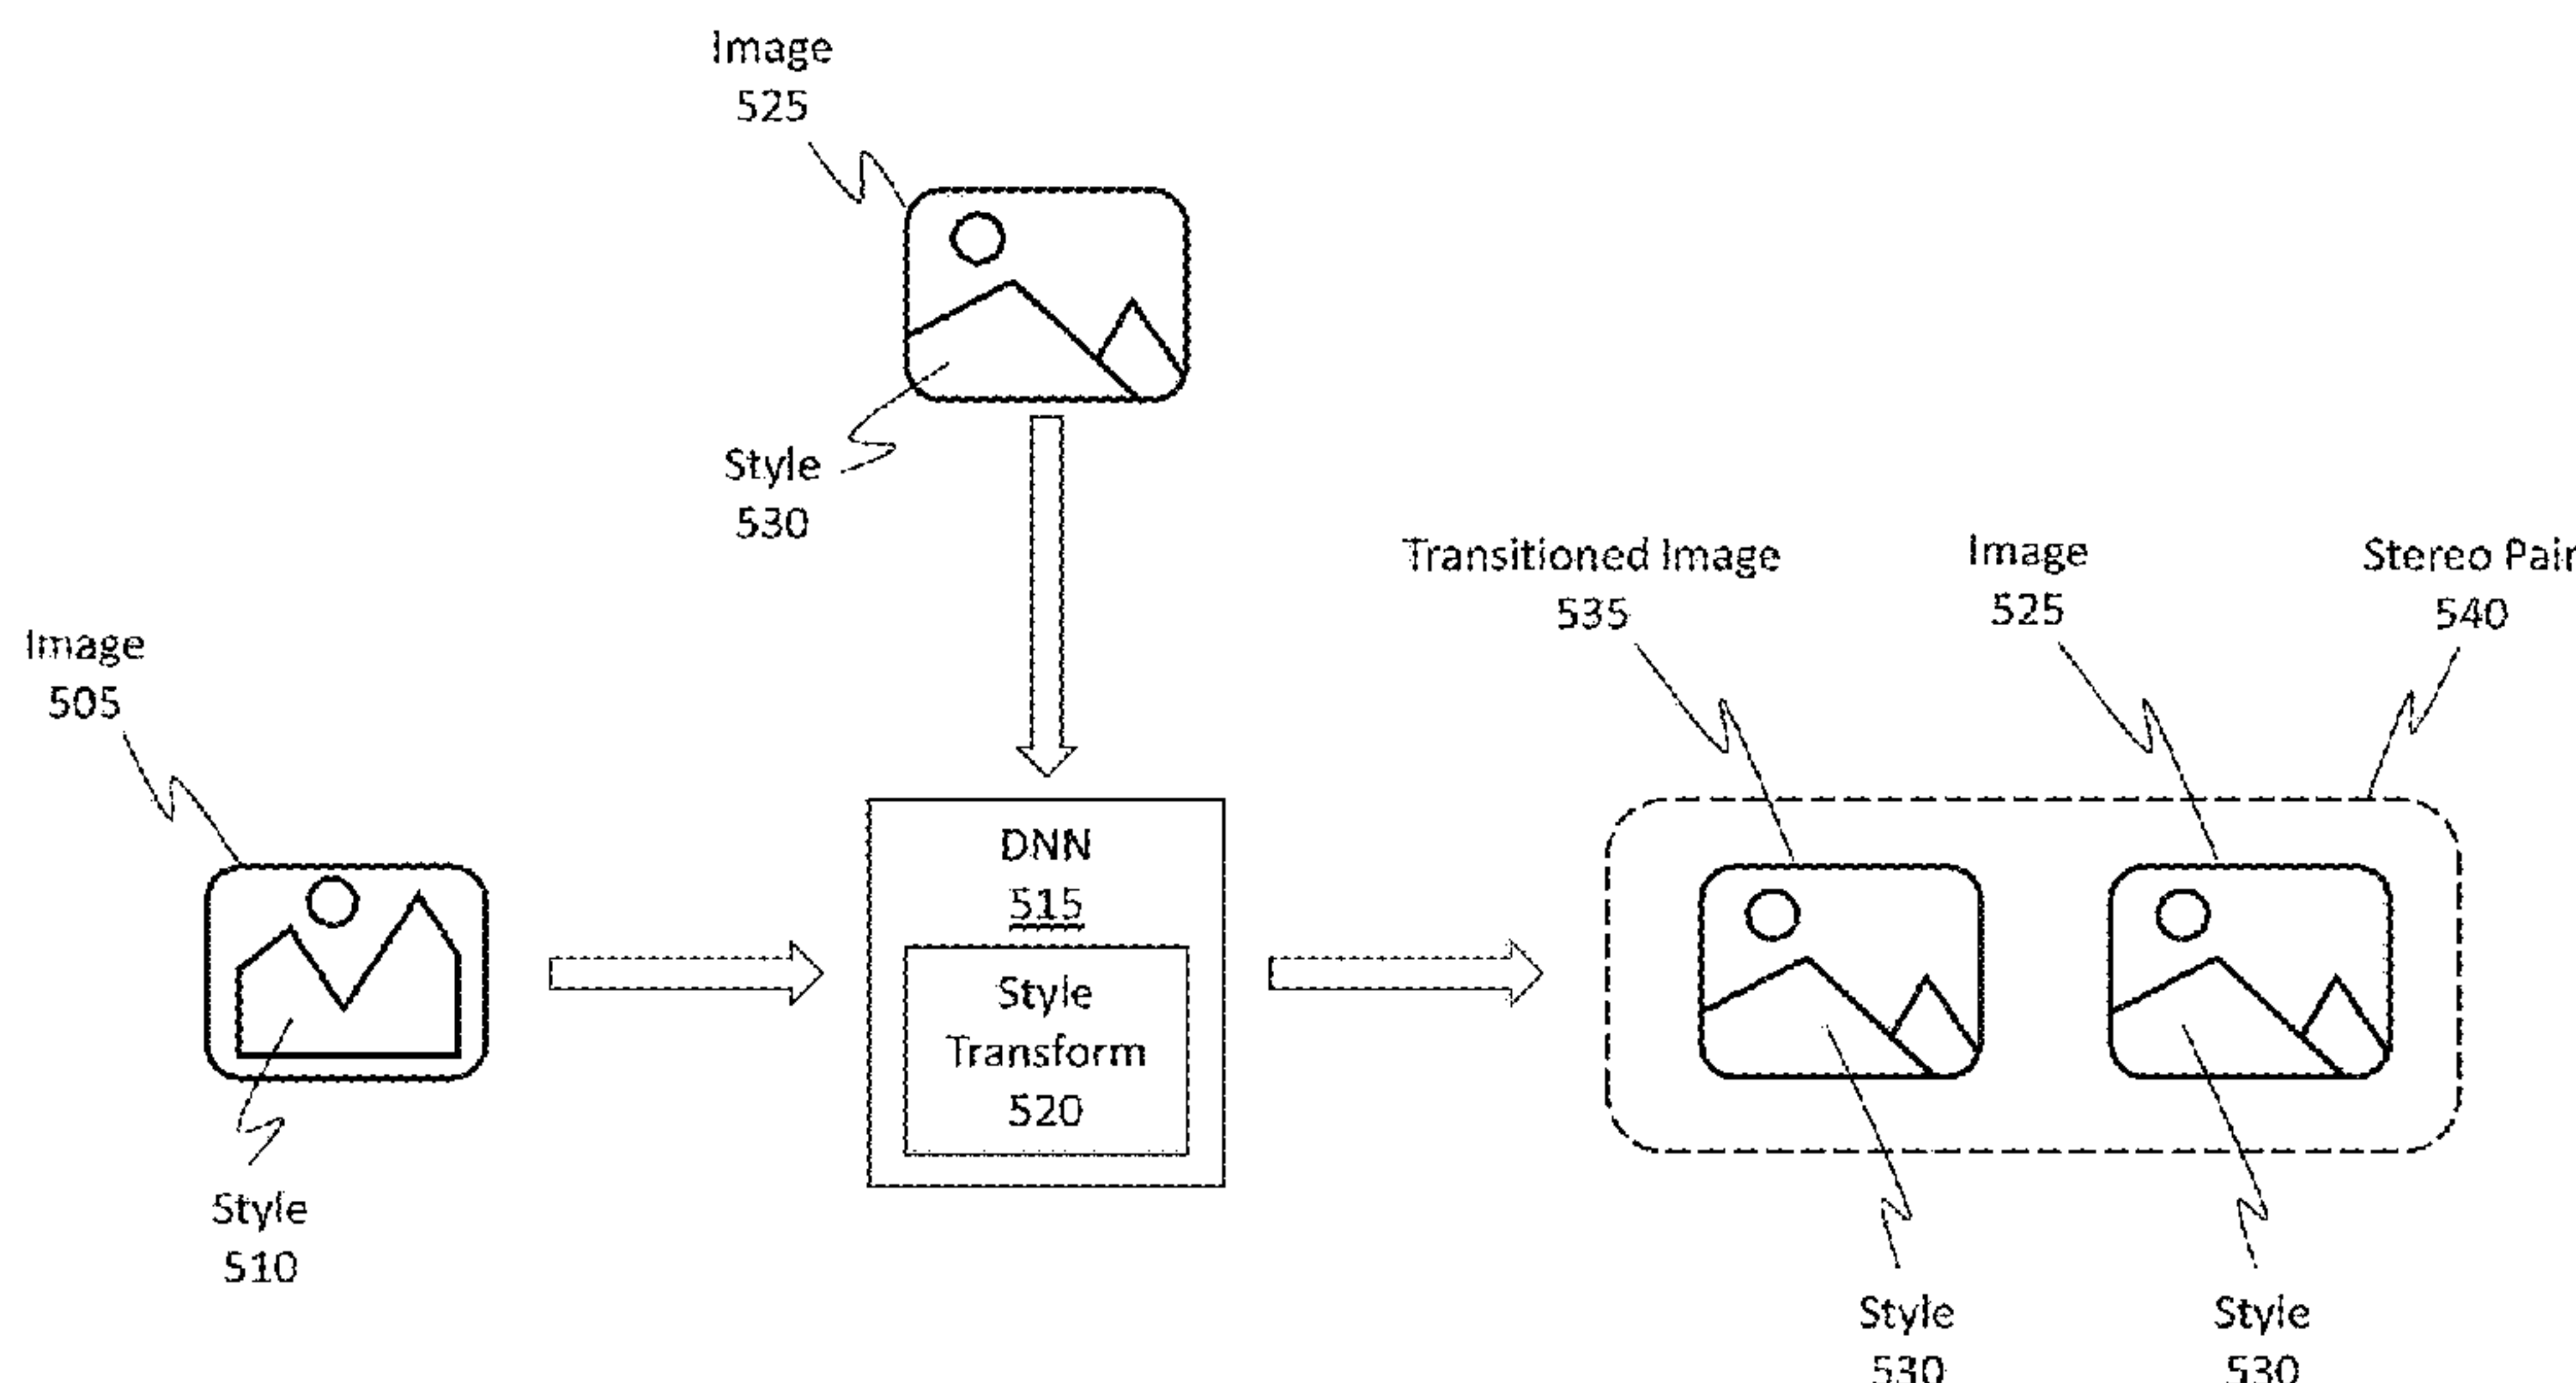 Image
525
Style
530
Image
505
Style
510
DNN
515
Style
Transform
520
Transitioned Image
535
Image
525
Stereo Pair
540
Style
530
Style
530